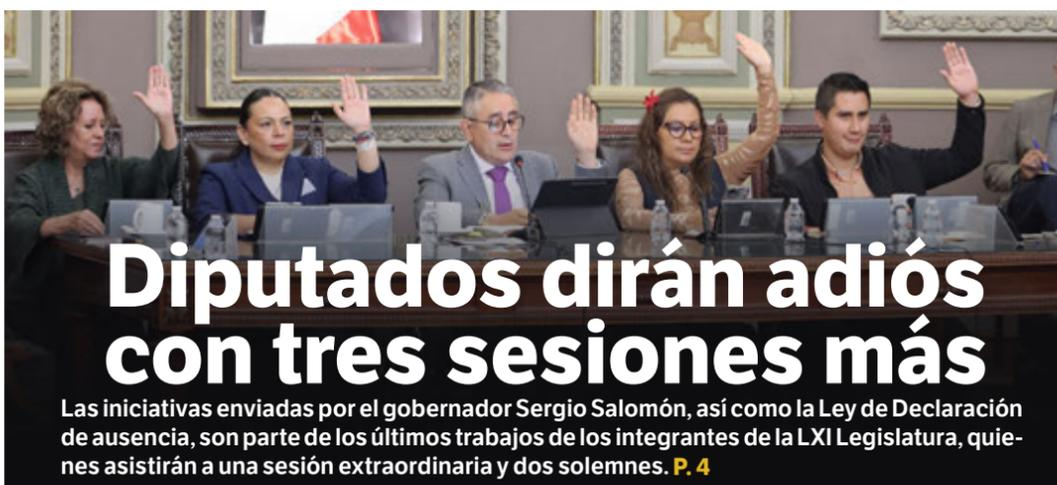 Diputados dirán adiós
con tres sesiones más
Las iniciativas enviadas por el gobernador Sergio Salomón, así como la Ley de Declaración
de ausencia, son parte de los últimos trabajos de los integrantes de la LXI Legislatura, quie-
nes asistirán a una sesión extraordinaria y dos solemnes. P. 4